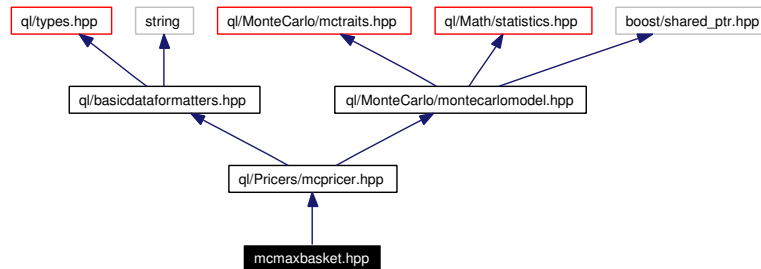 ql/types.hpp
string
ql/MonteCarlo/mctraits.hpp
ql/Math/statistics.hpp
boost/shared_ptr.hpp
ql/basicdataformatters.hpp
ql/MonteCarlo/montecarlomodel.hpp
ql/Pricers/mcpricer.hpp
mcmaxbasket.hpp